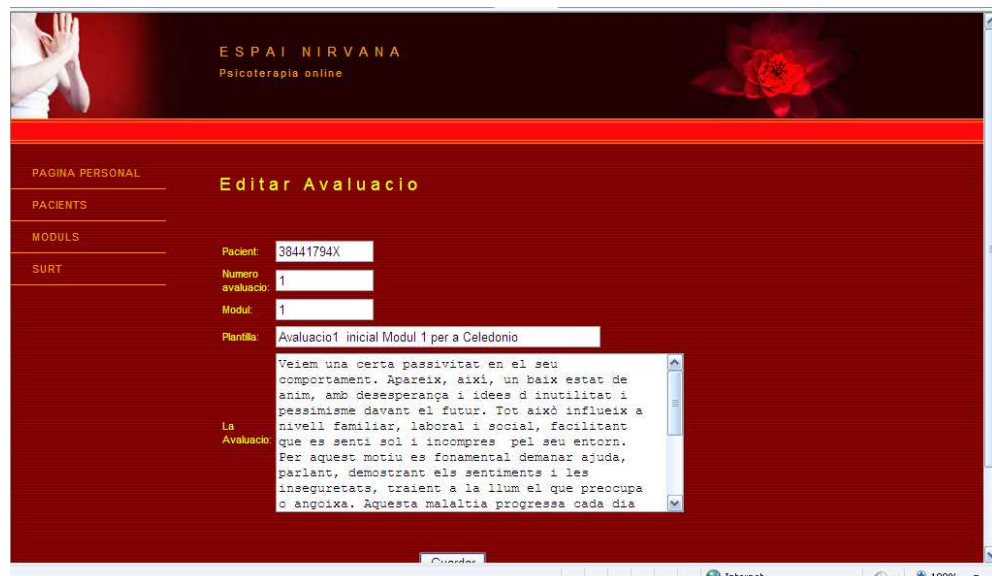 ESPAI NIRVANA
Psicoterapia online
PAGINA PERSONAL
PACIENTS
MODULS
SURT
Editar Avaluacio
Pacient: 38441794X
Numero
avaluacio: 1
Modul: 1
Plantilla: Avaluacio1 inicial Modul 1 per a Celedonio
La
Avaluacio:
Veiem una certa passivitat en el seu
comportament. Apareix, així, un baix estat de
anim, amb desesperança i idees d inutilitat i
pessimisme davant el futur. Tot això influeix a
nivell familiar, laboral i social, facilitant
que es senti sol i incompres pel seu entorn.
Per aquest motiu es fonamental demanar ajuda,
parlant, demostrant els sentiments i les
inseguretats, traient a la llum el que preocupa
o angoixa. Aquesta malaltia progressa cada dia
Guardar
Internet
100%